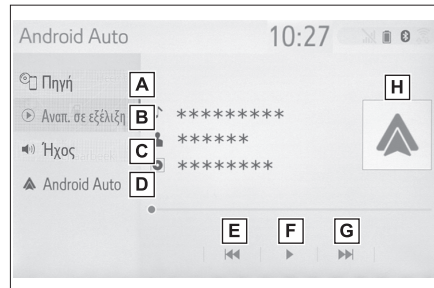 Android Auto 10:27
Πηγή A
Αναπ. σε εξέλιξη B
Ήχος C
Android Auto D
*********
******
********
H
E F G